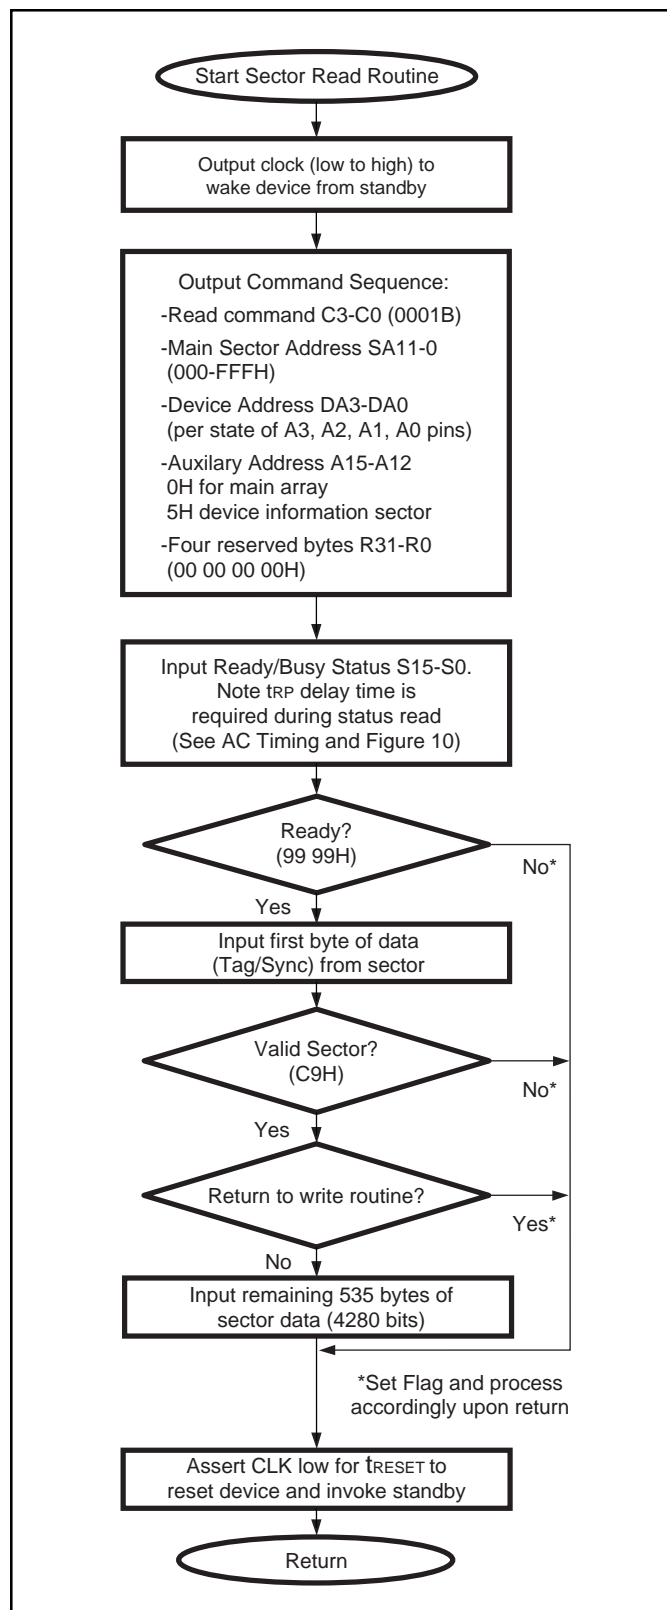 Start Sector Read Routine
Output clock (low to high) to
wake device from standby
Output Command Sequence:
-Read command C3-C0 (0001B)
-Main Sector Address SA11-0
(000-FFFH)
-Device Address DA3-DA0
(per state of A3, A2, A1, A0 pins)
-Auxilary Address A15-A12
0H for main array
5H device information sector
-Four reserved bytes R31-R0
(00 00 00 00H)
Input Ready/Busy Status S15-S0.
Note tRP delay time is
required during status read
(See AC Timing and Figure 10)
Ready?
(99 99H)
No*
Yes
Input first byte of data
(Tag/Sync) from sector
Valid Sector?
(C9H)
No*
Yes
Return to write routine?
Yes*
No
Input remaining 535 bytes of
sector data (4280 bits)
*Set Flag and process
accordingly upon return
Assert CLK low for tRESET to
reset device and invoke standby
Return